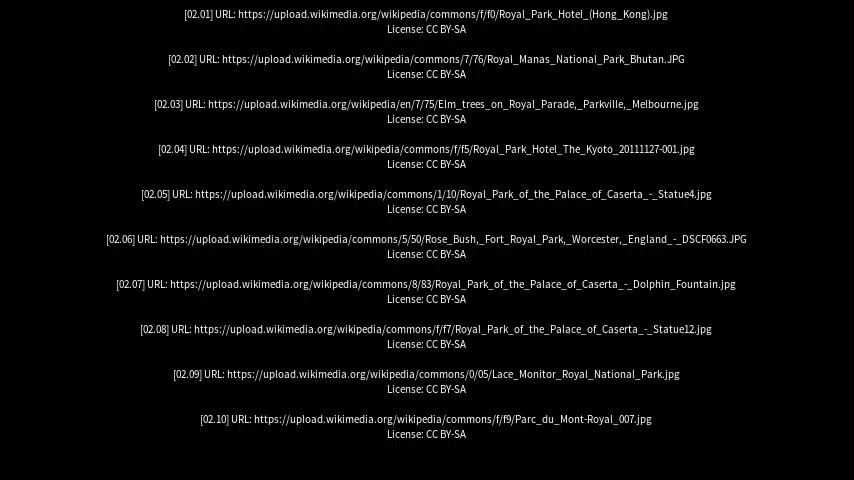 [02.01] URL: https://upload.wikimedia.org/wikipedia/commons/f/f0/Royal_Park_Hotel_(Hong_Kong).jpg
License: CC BY-SA
[02.02] URL: https://upload.wikimedia.org/wikipedia/commons/7/76/Royal_Manas_National_Park_Bhutan.JPG
License: CC BY-SA
[02.03] URL: https://upload.wikimedia.org/wikipedia/en/7/75/Elm_trees_on_Royal_Parade,_Parkville,_Melbourne.jpg
License: CC BY-SA
[02.04] URL: https://upload.wikimedia.org/wikipedia/commons/f/f5/Royal_Park_Hotel_The_Kyoto_20111127-001.jpg
License: CC BY-SA
[02.05] URL: https://upload.wikimedia.org/wikipedia/commons/1/10/Royal_Park_of_the_Palace_of_Caserta_-_Statue4.jpg
License: CC BY-SA
[02.06] URL: https://upload.wikimedia.org/wikipedia/commons/5/50/Rose_Bush,_Fort_Royal_Park,_Worcester,_England_-_DSCF0663.JPG
License: CC BY-SA
[02.07] URL: https://upload.wikimedia.org/wikipedia/commons/8/83/Royal_Park_of_the_Palace_of_Caserta_-_Dolphin_Fountain.jpg
License: CC BY-SA
[02.08] URL: https://upload.wikimedia.org/wikipedia/commons/f/f7/Royal_Park_of_the_Palace_of_Caserta_-_Statue12.jpg
License: CC BY-SA
[02.09] URL: https://upload.wikimedia.org/wikipedia/commons/0/05/Lace_Monitor_Royal_National_Park.jpg
License: CC BY-SA
[02.10] URL: https://upload.wikimedia.org/wikipedia/commons/f/f9/Parc_du_Mont-Royal_007.jpg
License: CC BY-SA